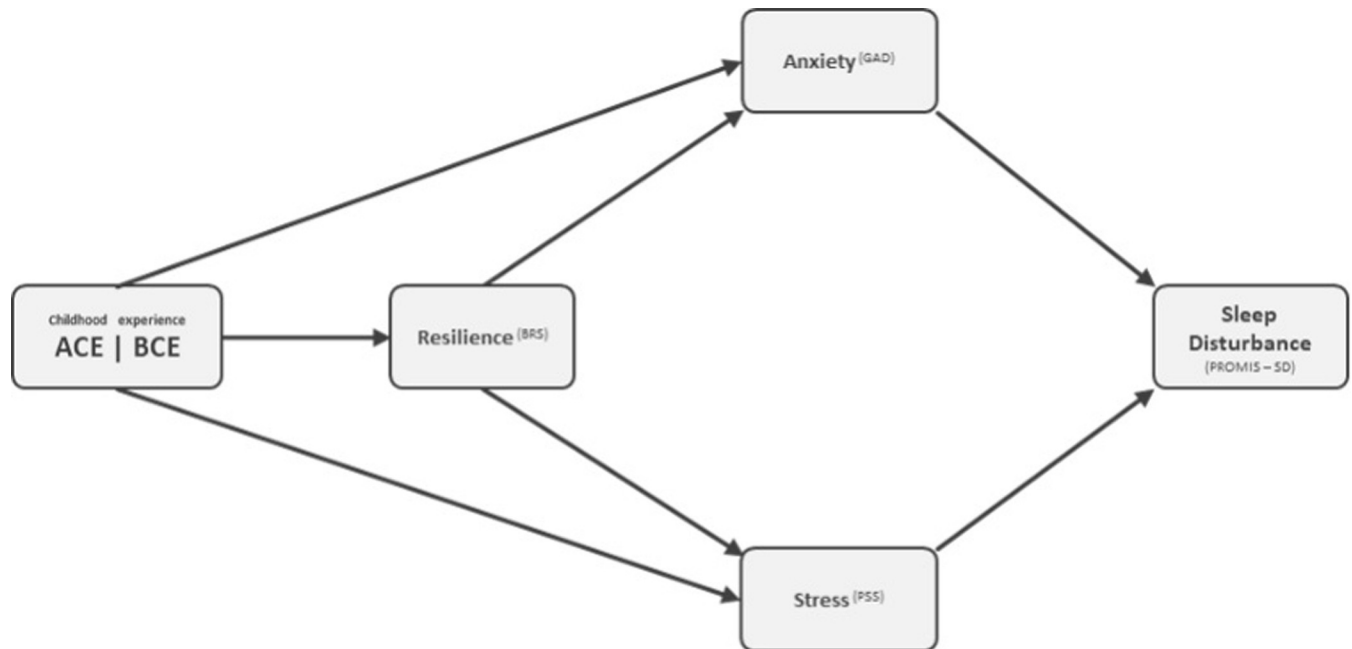 Anxiety (GAD)
Childhood experience
ACE | BCE
Resilience (BRS)
Sleep
Disturbance
(PROMIS – SD)
Stress (PSS)